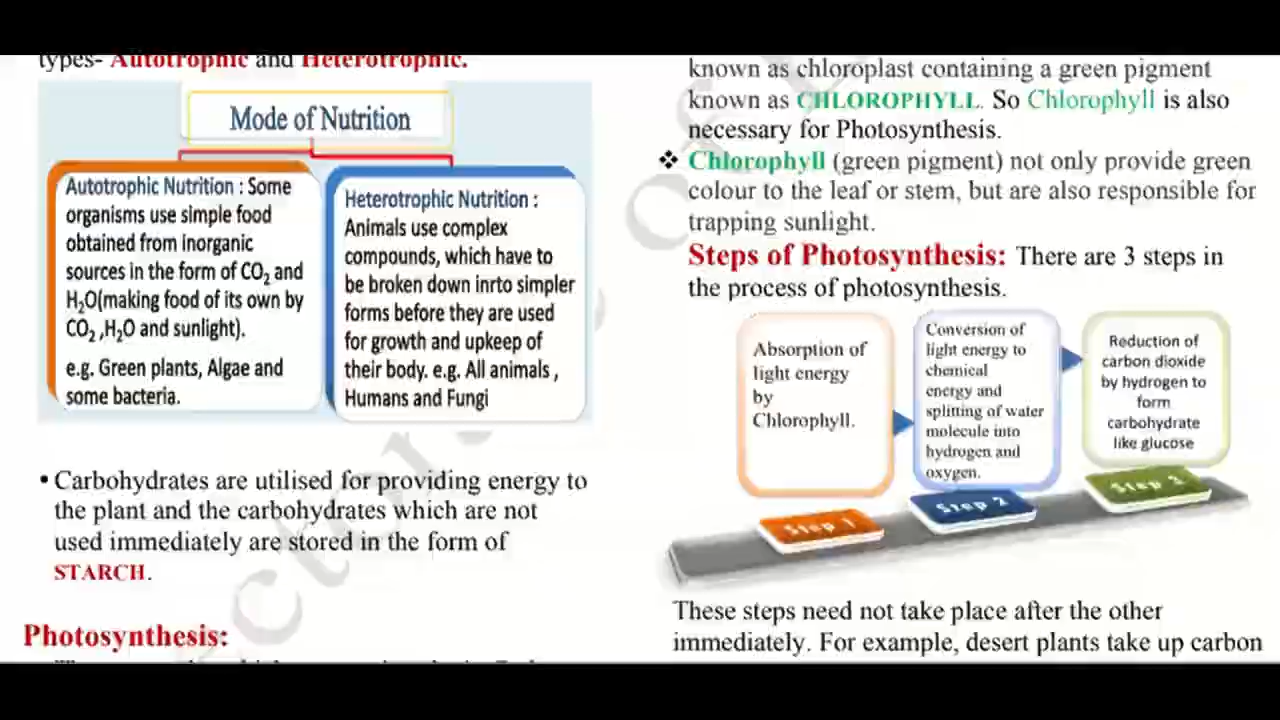 types- Autotrophic and Heterotrophic.
Mode of Nutrition
Autotrophic Nutrition : Some
organisms use simple food
obtained from inorganic
sources in the form of CO₂ and
H₂O(making food of its own by
CO₂ ,H₂O and sunlight).
e.g. Green plants, Algae and
some bacteria.
Heterotrophic Nutrition :
Animals use complex
compounds, which have to
be broken down inrto simpler
forms before they are used
for growth and upkeep of
their body. e.g. All animals ,
Humans and Fungi
• Carbohydrates are utilised for providing energy to
the plant and the carbohydrates which are not
used immediately are stored in the form of
STARCH.
Photosynthesis:
known as chloroplast containing a green pigment
known as CHLOROPHYLL. So Chlorophyll is also
necessary for Photosynthesis.
❖ Chlorophyll (green pigment) not only provide green
colour to the leaf or stem, but are also responsible for
trapping sunlight.
Steps of Photosynthesis: There are 3 steps in
the process of photosynthesis.
Absorption of
light energy
by
Chlorophyll.
Conversion of
light energy to
chemical
energy and
splitting of water
molecule into
hydrogen and
oxygen.
Reduction of
carbon dioxide
by hydrogen to
form
carbohydrate
like glucose
Step 1
Step 2
Step 3
These steps need not take place after the other
immediately. For example, desert plants take up carbon